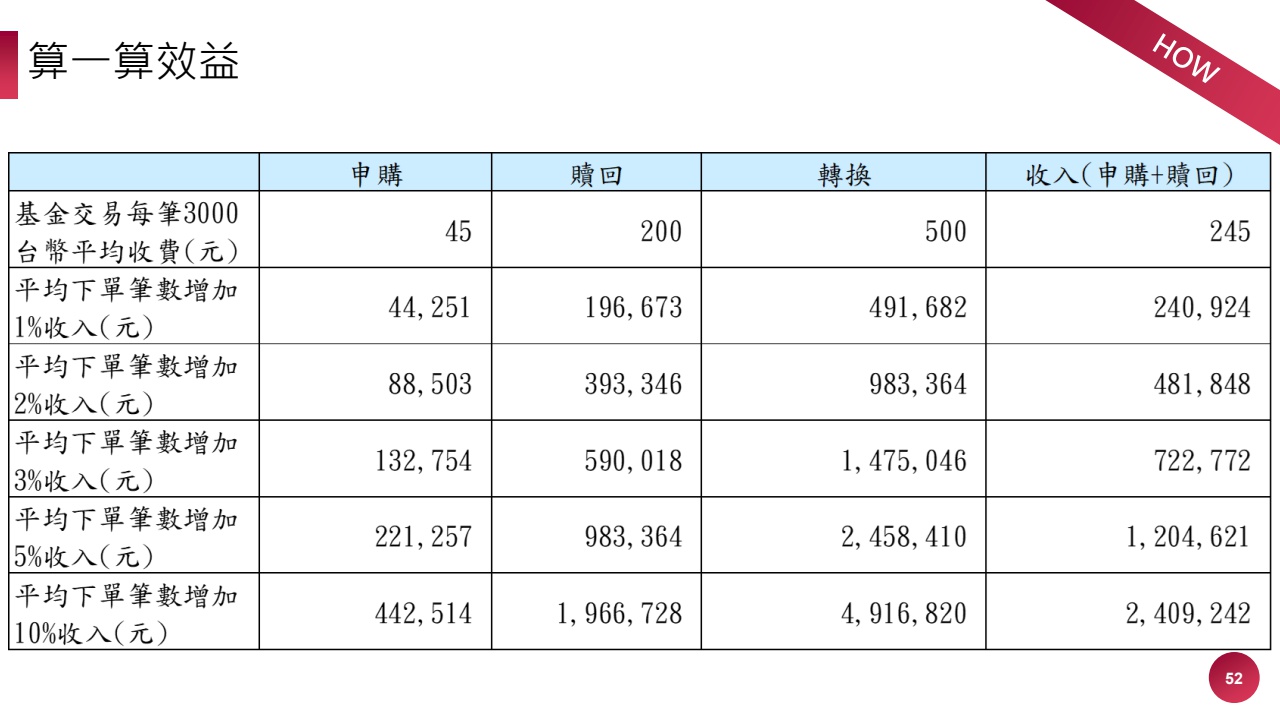 算一算效益
HOW
申購 贖回 轉換 收入(申購+贖回)
基金交易每筆3000
台幣平均收費(元) 45 200 500 245
平均下單筆數增加
1%收入(元) 44,251 196,673 491,682 240,924
平均下單筆數增加
2%收入(元) 88,503 393,346 983,364 481,848
平均下單筆數增加
3%收入(元) 132,754 590,018 1,475,046 722,772
平均下單筆數增加
5%收入(元) 221,257 983,364 2,458,410 1,204,621
平均下單筆數增加
10%收入(元) 442,514 1,966,728 4,916,820 2,409,242
52